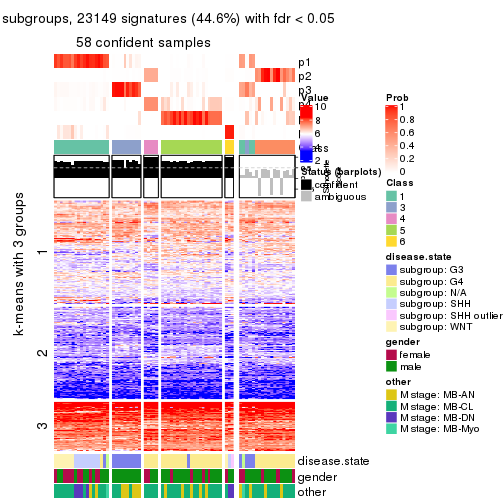 subgroups, 23149 signatures (44.6%) with fdr < 0.05
58 confident samples
p1
p2
p3
Value
10
8
6
4
2
Status (barplots)
confident
ambiguous
k-means with 3 groups
1
2
3
disease.state
gender
other
Prob
1
0.8
0.6
0.4
0.2
0
Class
1
3
4
5
6
disease.state
subgroup: G3
subgroup: G4
subgroup: N/A
subgroup: SHH
subgroup: SHH outlier
subgroup: WNT
gender
female
male
other
M stage: MB-AN
M stage: MB-CL
M stage: MB-DN
M stage: MB-Myo